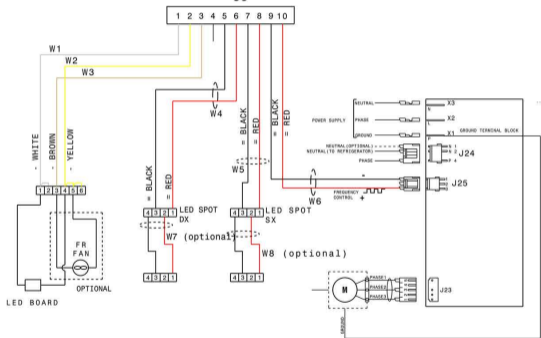 1 2 3 4 5 6 7 8 9 10
W1
W2
W3
W4
- WHITE
- BROWN
- YELLOW
= BLACK
= RED
= BLACK
= RED
= BLACK
= RED
W5
W6
NEUTRAL
POWER SUPPLY
PHASE
GROUND
X3
X2
X1
GROUND TERMINAL BLOCK
NEUTRAL(OPTIONAL)
NEUTRAL(TO REFRIGERATOR)
PHASE
N 1
N 2
P 4
J24
J25
FREQUENCY
CONTROL
+
1 2 3 4 5 6
FR
FAN
OPTIONAL
LED BOARD
4 3 2 1
LED SPOT
DX
W7 (optional)
4 3 2 1
4 3 2 1
LED SPOT
SX
W8 (optional)
4 3 2 1
M
PHASE1
PHASE2
PHASE3
J23
GROUND